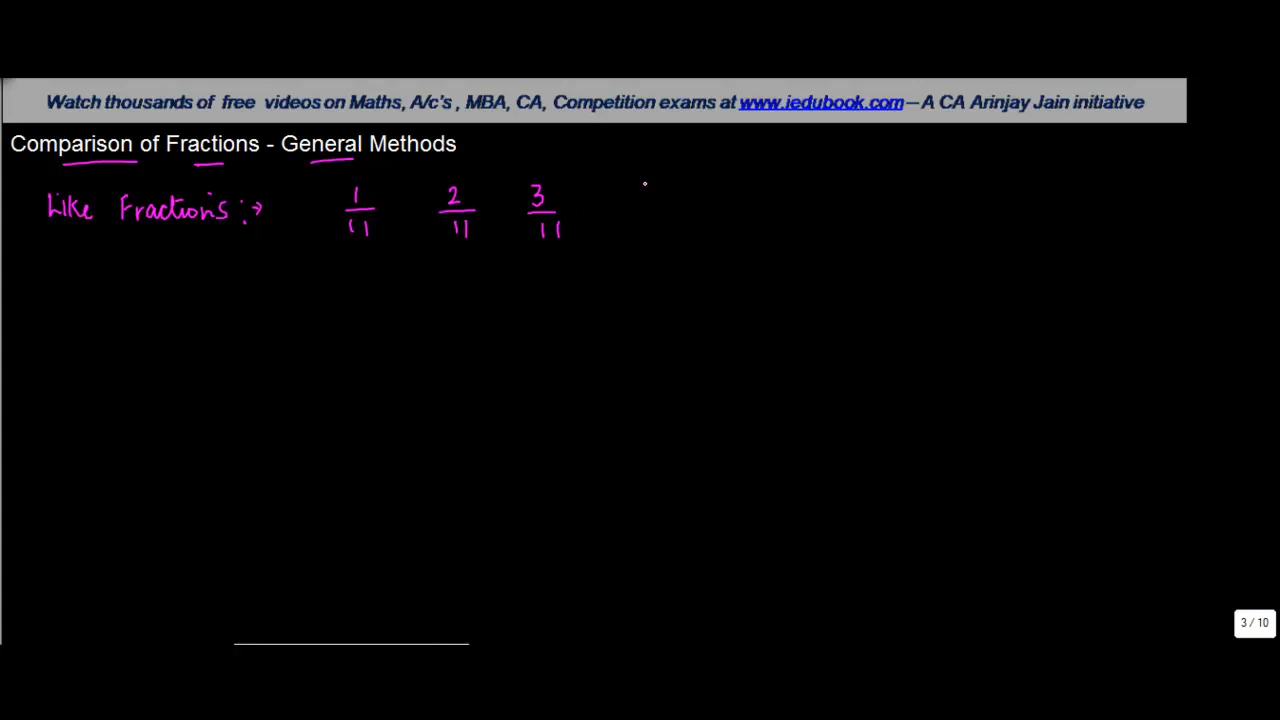 Watch thousands of free videos on Maths, A/c's , MBA, CA, Competition exams at www.iedubook.com – A CA Arinjay Jain initiative
Comparison of Fractions - General Methods
Like Fractions :→ 1/11 2/11 3/11
3 / 10